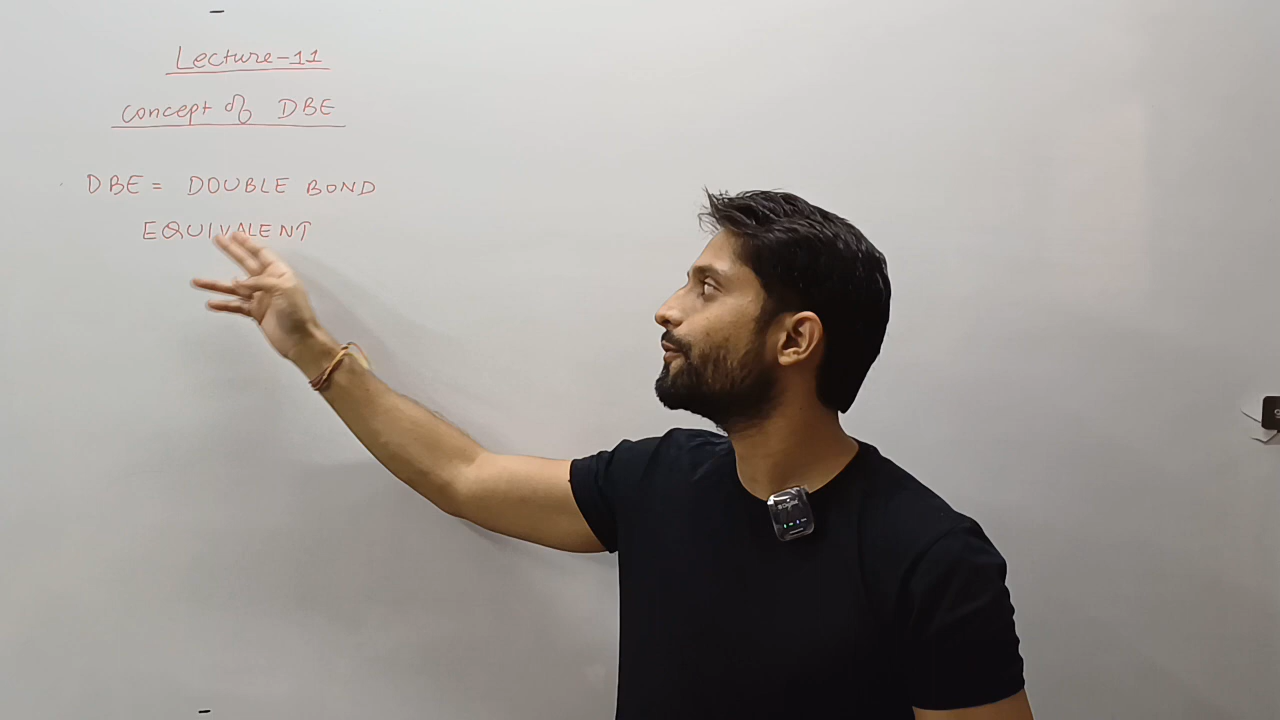 Lecture-11
Concept of DBE
DBE = DOUBLE BOND
EQUIVALENT